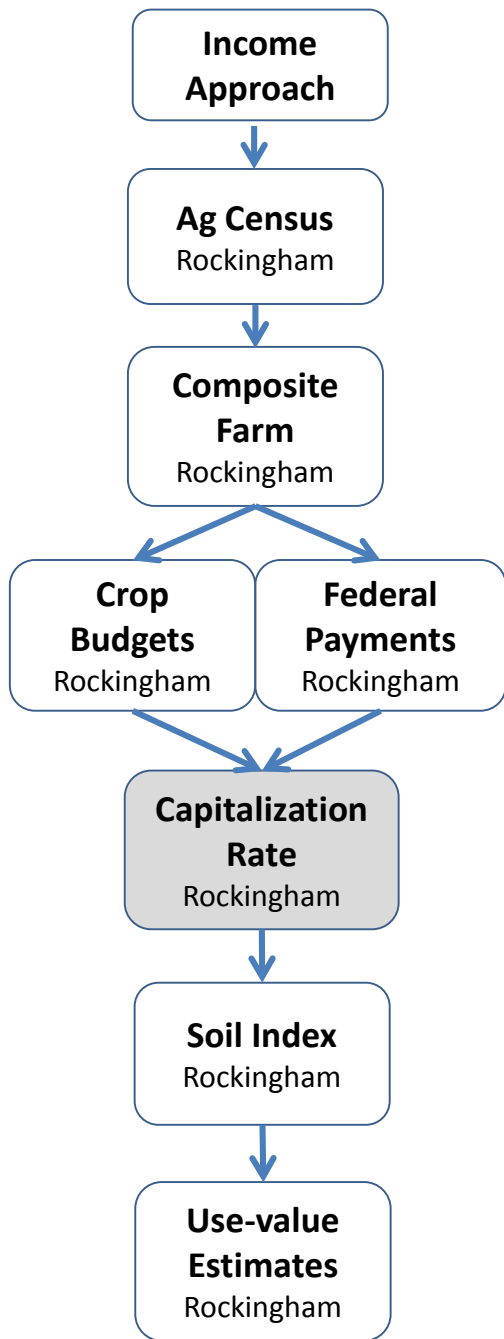 Income
Approach
Ag Census
Rockingham
Composite
Farm
Rockingham
Crop
Budgets
Rockingham
Federal
Payments
Rockingham
Capitalization
Rate
Rockingham
Soil Index
Rockingham
Use-value
Estimates
Rockingham